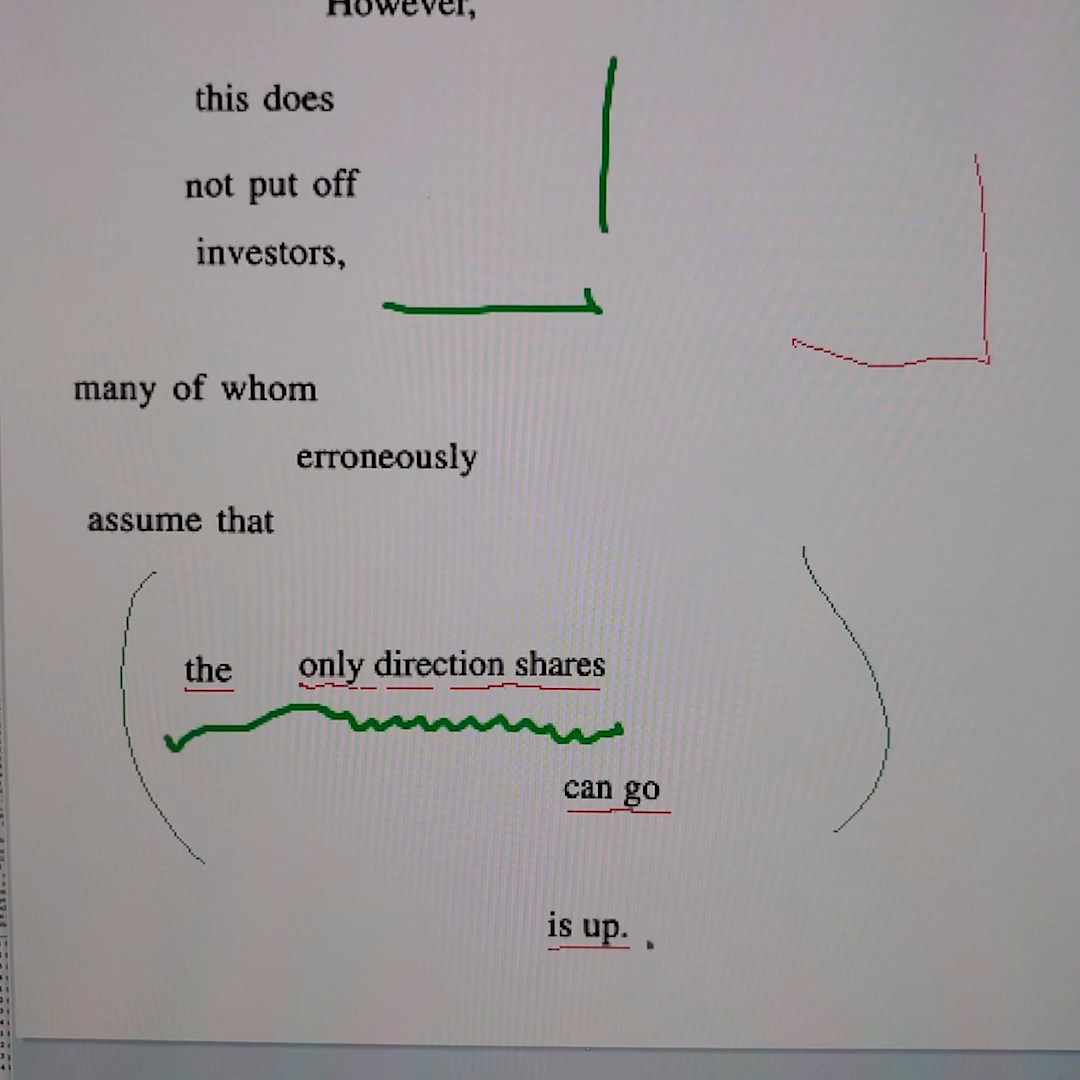 However,
this does
not put off
investors,
many of whom
erroneously
assume that
the only direction shares
can go
is up.